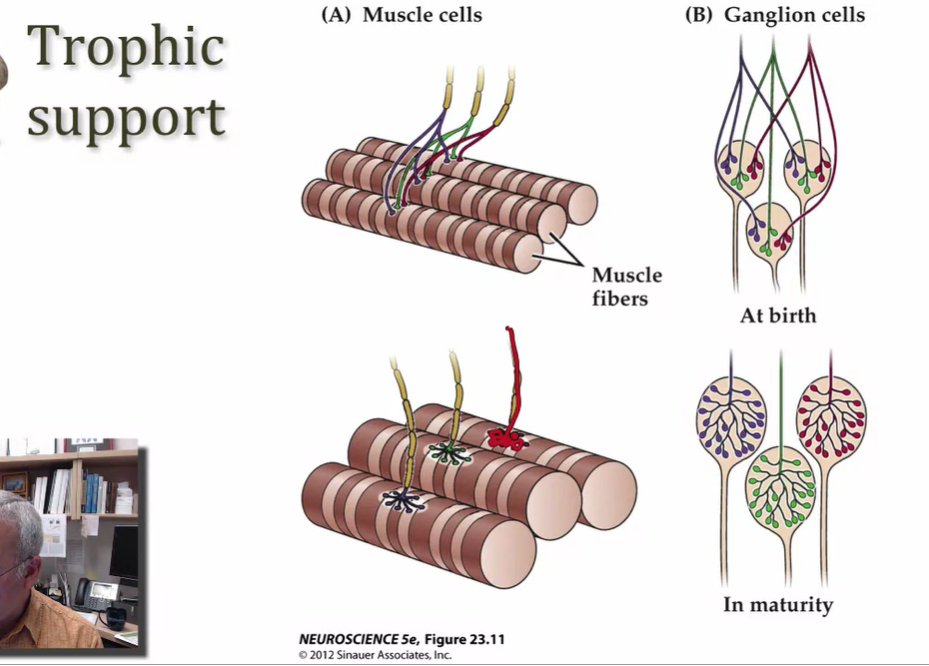 Trophic
support
(A) Muscle cells
(B) Ganglion cells
Muscle
fibers
At birth
In maturity
NEUROSCIENCE 5e, Figure 23.11
© 2012 Sinauer Associates, Inc.